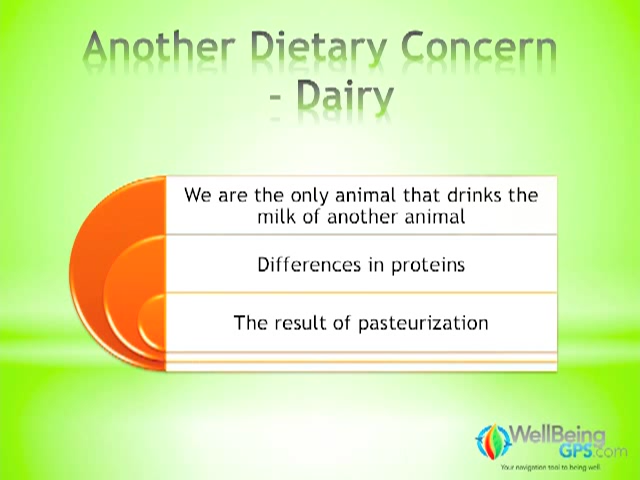 Another Dietary Concern
- Dairy
We are the only animal that drinks the
milk of another animal
Differences in proteins
The result of pasteurization
WellBeing
GPS.com
Your navigation tool to being well.